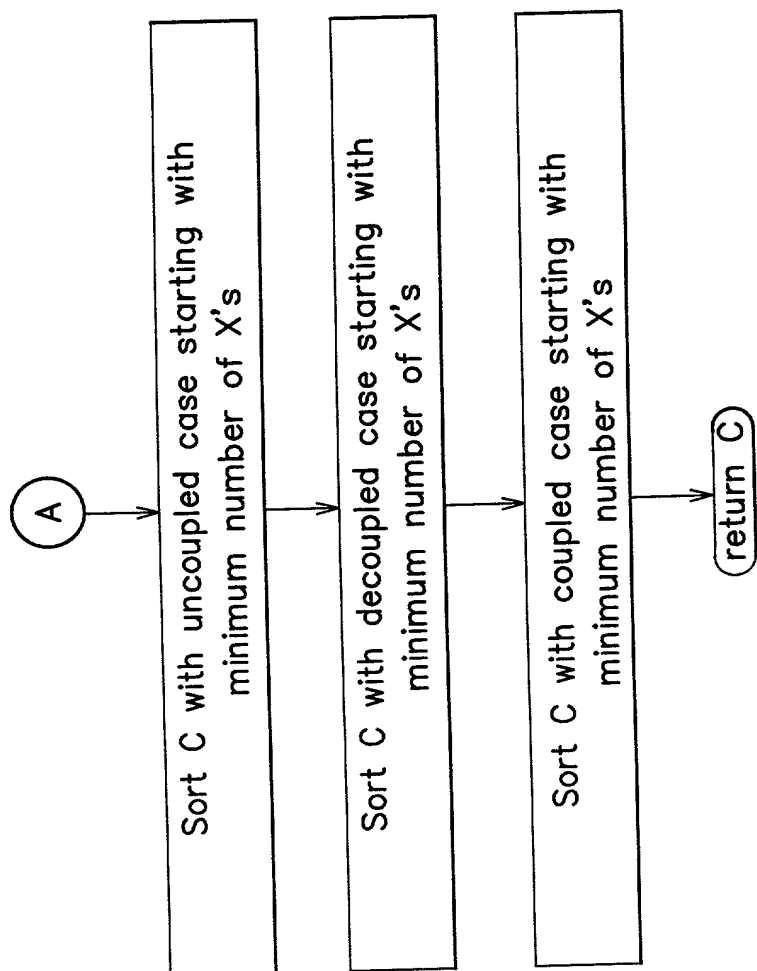 A
Sort C with uncoupled case starting with
minimum number of X's
Sort C with decoupled case starting with
minimum number of X's
Sort C with coupled case starting with
minimum number of X's
return C